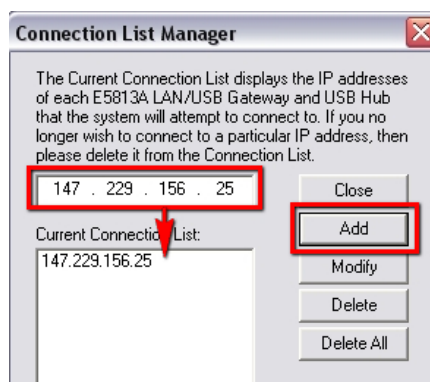 Connection List Manager
The Current Connection List displays the IP addresses
of each E5813A LAN/USB Gateway and USB Hub
that the system will attempt to connect to. If you no
longer wish to connect to a particular IP address, then
please delete it from the Connection List.
147 . 229 . 156 . 25
Close
Add
Current Connection List:
147.229.156.25
Modify
Delete
Delete All